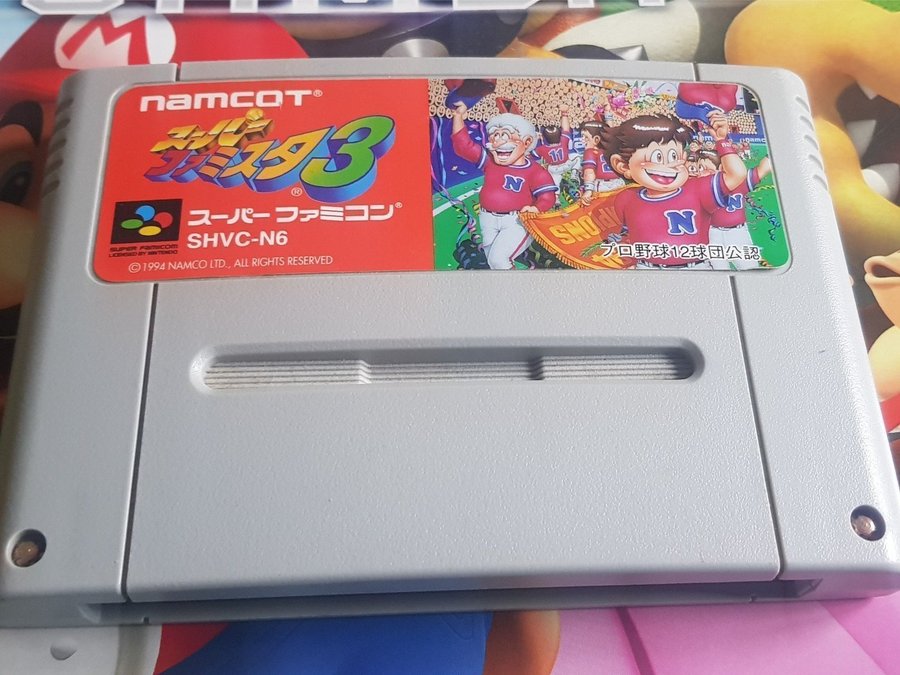 namcoT®
スーパー
ファミスタ3®
スーパーファミコン®
SHVC-N6
SUPER FAMICOM
LICENSED BY NINTENDO
©1994 NAMCO LTD., ALL RIGHTS RESERVED
N
11
N
namco
プロ野球12球団公認
M